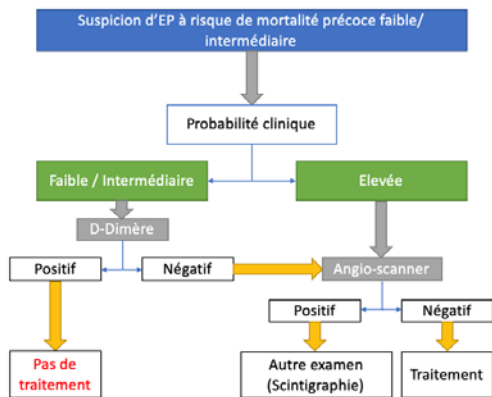 Suspicion d'EP à risque de mortalité précoce faible/
intermédiaire
Probabilité clinique
Faible / Intermédiaire
Elevée
D-Dimère
Positif
Négatif
Angio-scanner
Positif
Négatif
Pas de
traitement
Autre examen
(Scintigraphie)
Traitement